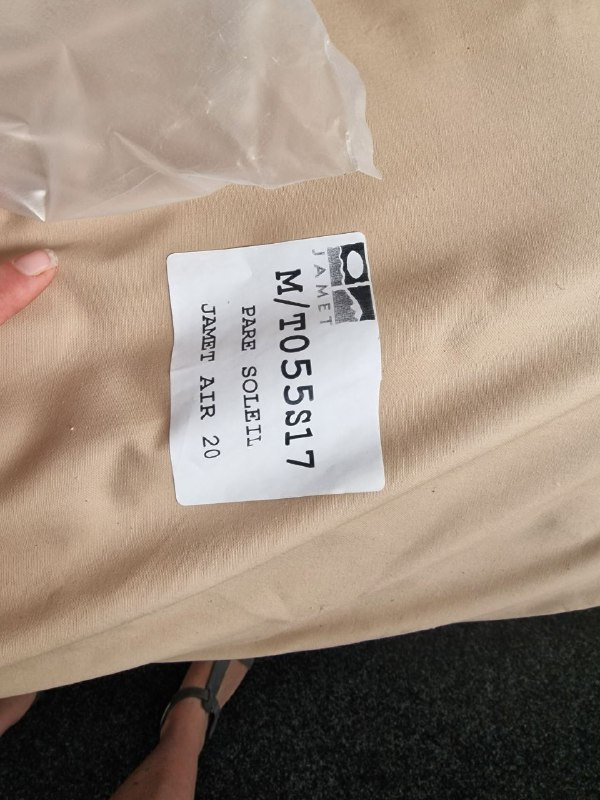 JAMET
M/T055S17
PARE SOLEIL
JAMET AIR 20